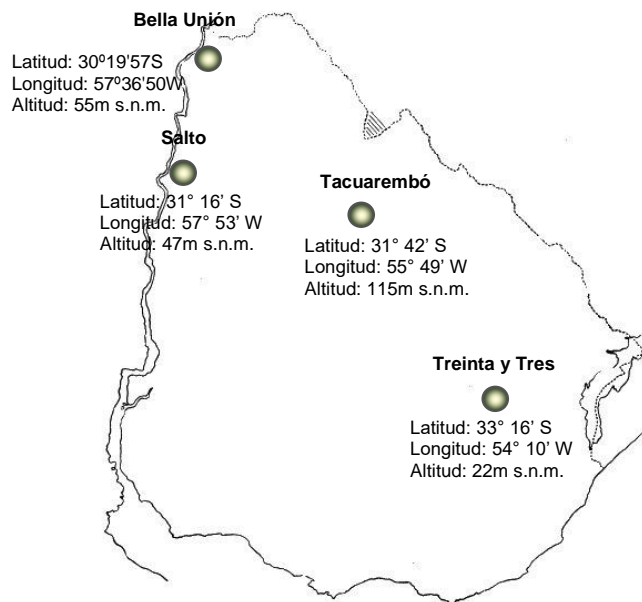 Bella Unión
Latitud: 30º19'57S
Longitud: 57º36'50W
Altitud: 55m s.n.m.
Salto
Latitud: 31° 16’ S
Longitud: 57° 53’ W
Altitud: 47m s.n.m.
Tacuarembó
Latitud: 31° 42’ S
Longitud: 55° 49’ W
Altitud: 115m s.n.m.
Treinta y Tres
Latitud: 33° 16’ S
Longitud: 54° 10’ W
Altitud: 22m s.n.m.